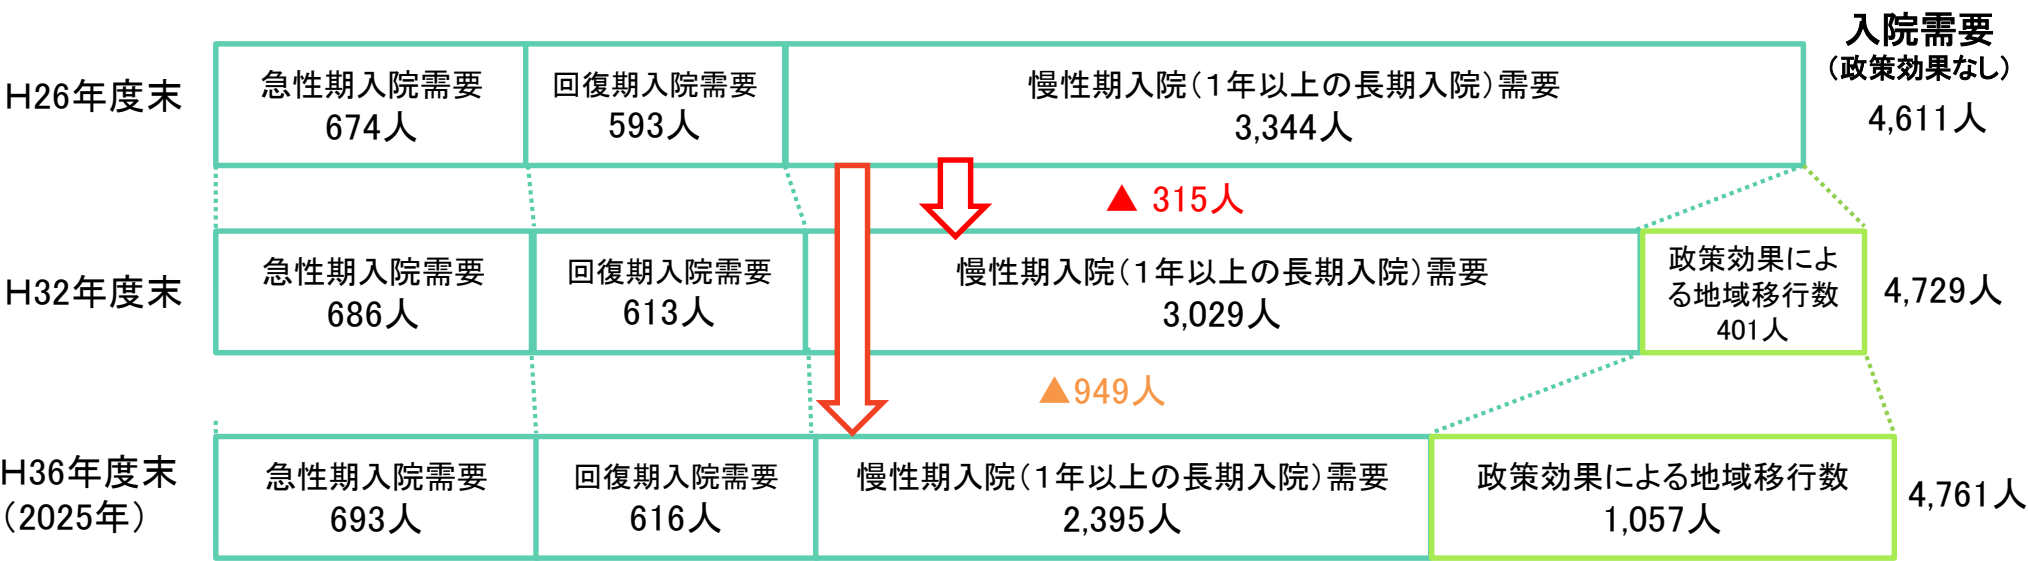 入院需要
（政策効果なし）
H26年度末
急性期入院需要
674人
回復期入院需要
593人
慢性期入院（１年以上の長期入院）需要
3,344人
4,611人
▲ 315人
H32年度末
急性期入院需要
686人
回復期入院需要
613人
慢性期入院（１年以上の長期入院）需要
3,029人
政策効果によ
る地域移行数
401人
4,729人
▲949人
H36年度末
（2025年）
急性期入院需要
693人
回復期入院需要
616人
慢性期入院（１年以上の長期入院）需要
2,395人
政策効果による地域移行数
1,057人
4,761人